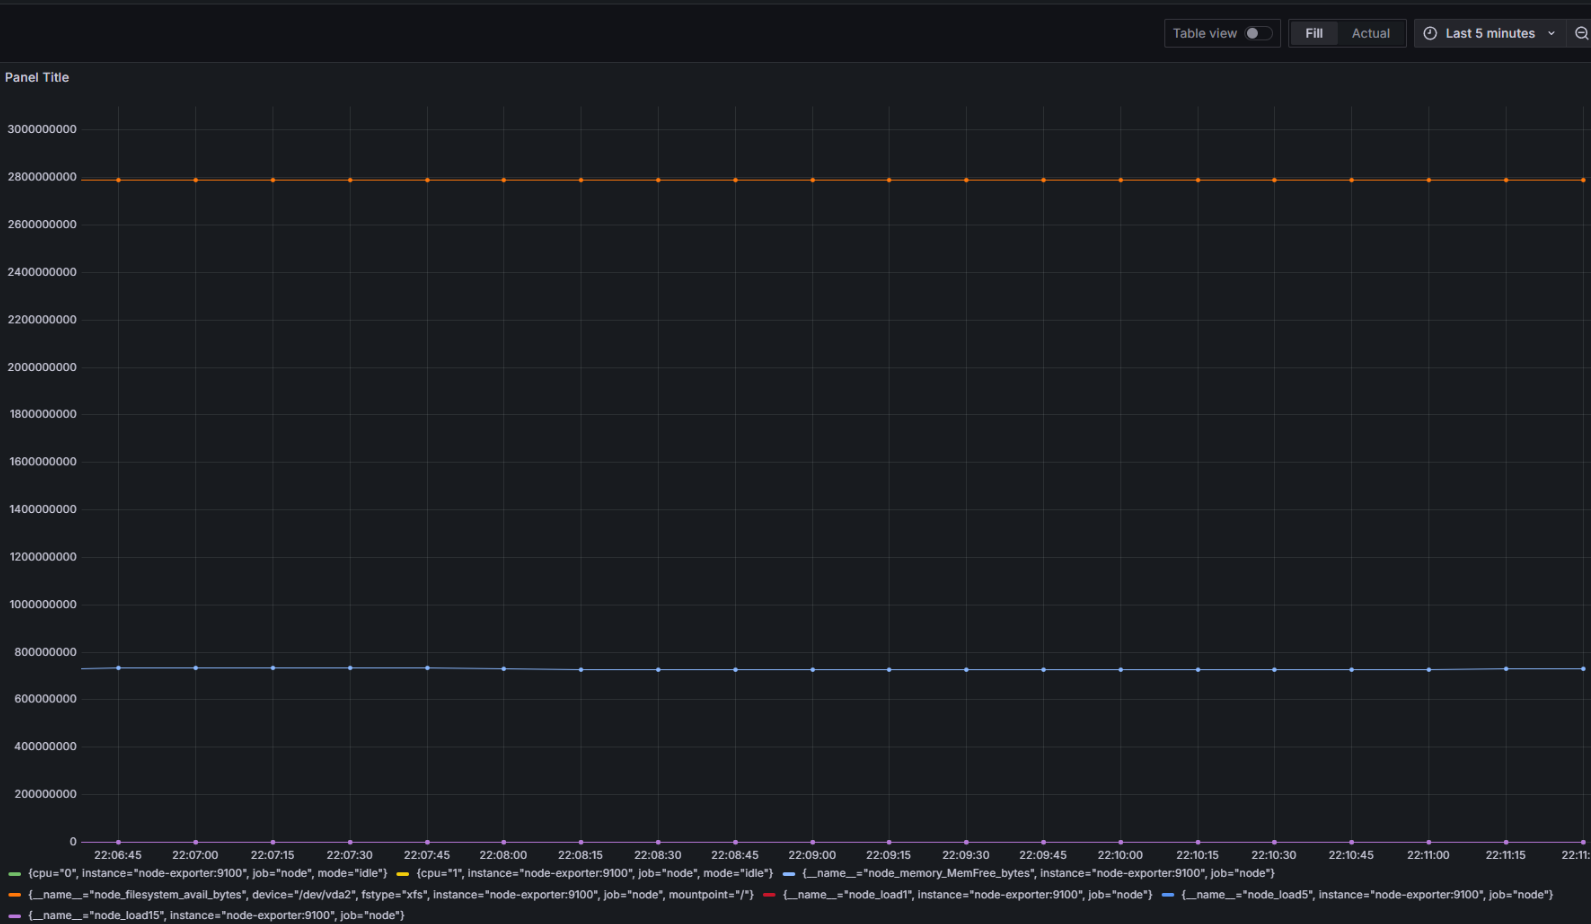 Table view Fill Actual Last 5 minutes
Panel Title
3000000000
2800000000
2600000000
2400000000
2200000000
2000000000
1800000000
1600000000
1400000000
1200000000
1000000000
800000000
600000000
400000000
200000000
0
22:06:45 22:07:00 22:07:15 22:07:30 22:07:45 22:08:00 22:08:15 22:08:30 22:08:45 22:09:00 22:09:15 22:09:30 22:09:45 22:10:00 22:10:15 22:10:30 22:10:45 22:11:00 22:11:15 22:11:
{cpu="0", instance="node-exporter:9100", job="node", mode="idle"} {cpu="1", instance="node-exporter:9100", job="node", mode="idle"} {__name__="node_memory_MemFree_bytes", instance="node-exporter:9100", job="node"}
{__name__="node_filesystem_avail_bytes", device="/dev/vda2", fstype="xfs", instance="node-exporter:9100", job="node", mountpoint="/"} {__name__="node_load1", instance="node-exporter:9100", job="node"} {__name__="node_load5", instance="node-exporter:9100", job="node"}
{__name__="node_load15", instance="node-exporter:9100", job="node"}